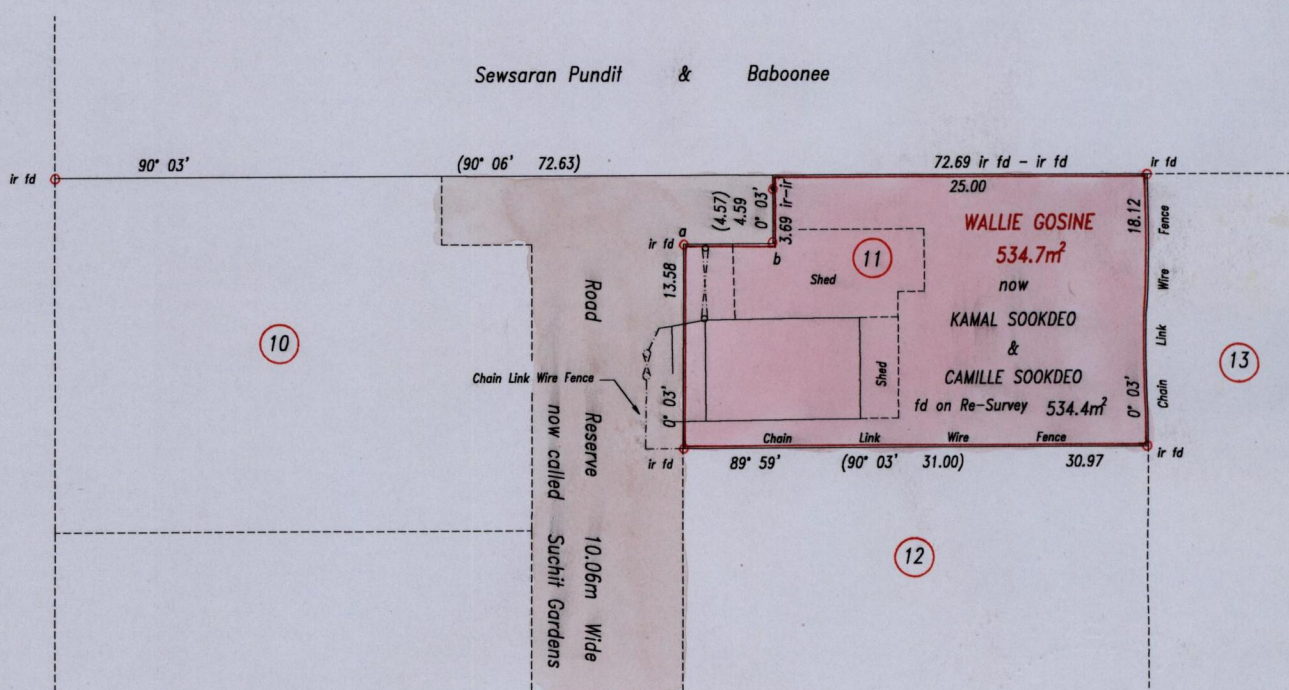 Sewsaran Pundit & Baboonee
90° 03'
(90° 06' 72.63)
72.69 ir fd - ir fd
ir fd
ir fd
25.00
(4.57)
4.59
0° 03'
3.69 ir-ir
18.12
Chain Link Wire Fence
WALLIE GOSINE
534.7m²
now
KAMAL SOOKDEO
&
CAMILLE SOOKDEO
fd on Re-Survey 534.4m²
0° 03'
a
ir fd
b
11
Shed
13.58
Shed
10
13
Chain Link Wire Fence
0° 03'
Chain Link Wire Fence
ir fd
ir fd
89° 59' (90° 03' 31.00) 30.97
Road Reserve 10.06m Wide
now called Suchit Gardens
12